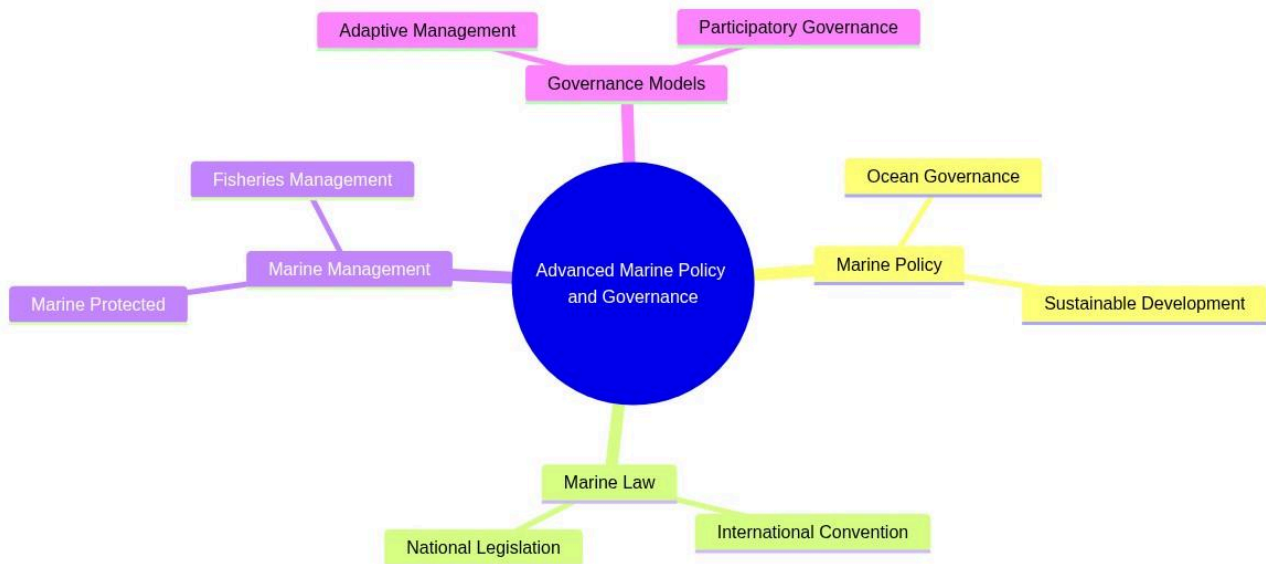 Adaptive Management
Participatory Governance
Governance Models
Fisheries Management
Ocean Governance
Marine Management
Advanced Marine Policy
and Governance
Marine Policy
Marine Protected
Sustainable Development
Marine Law
National Legislation
International Convention